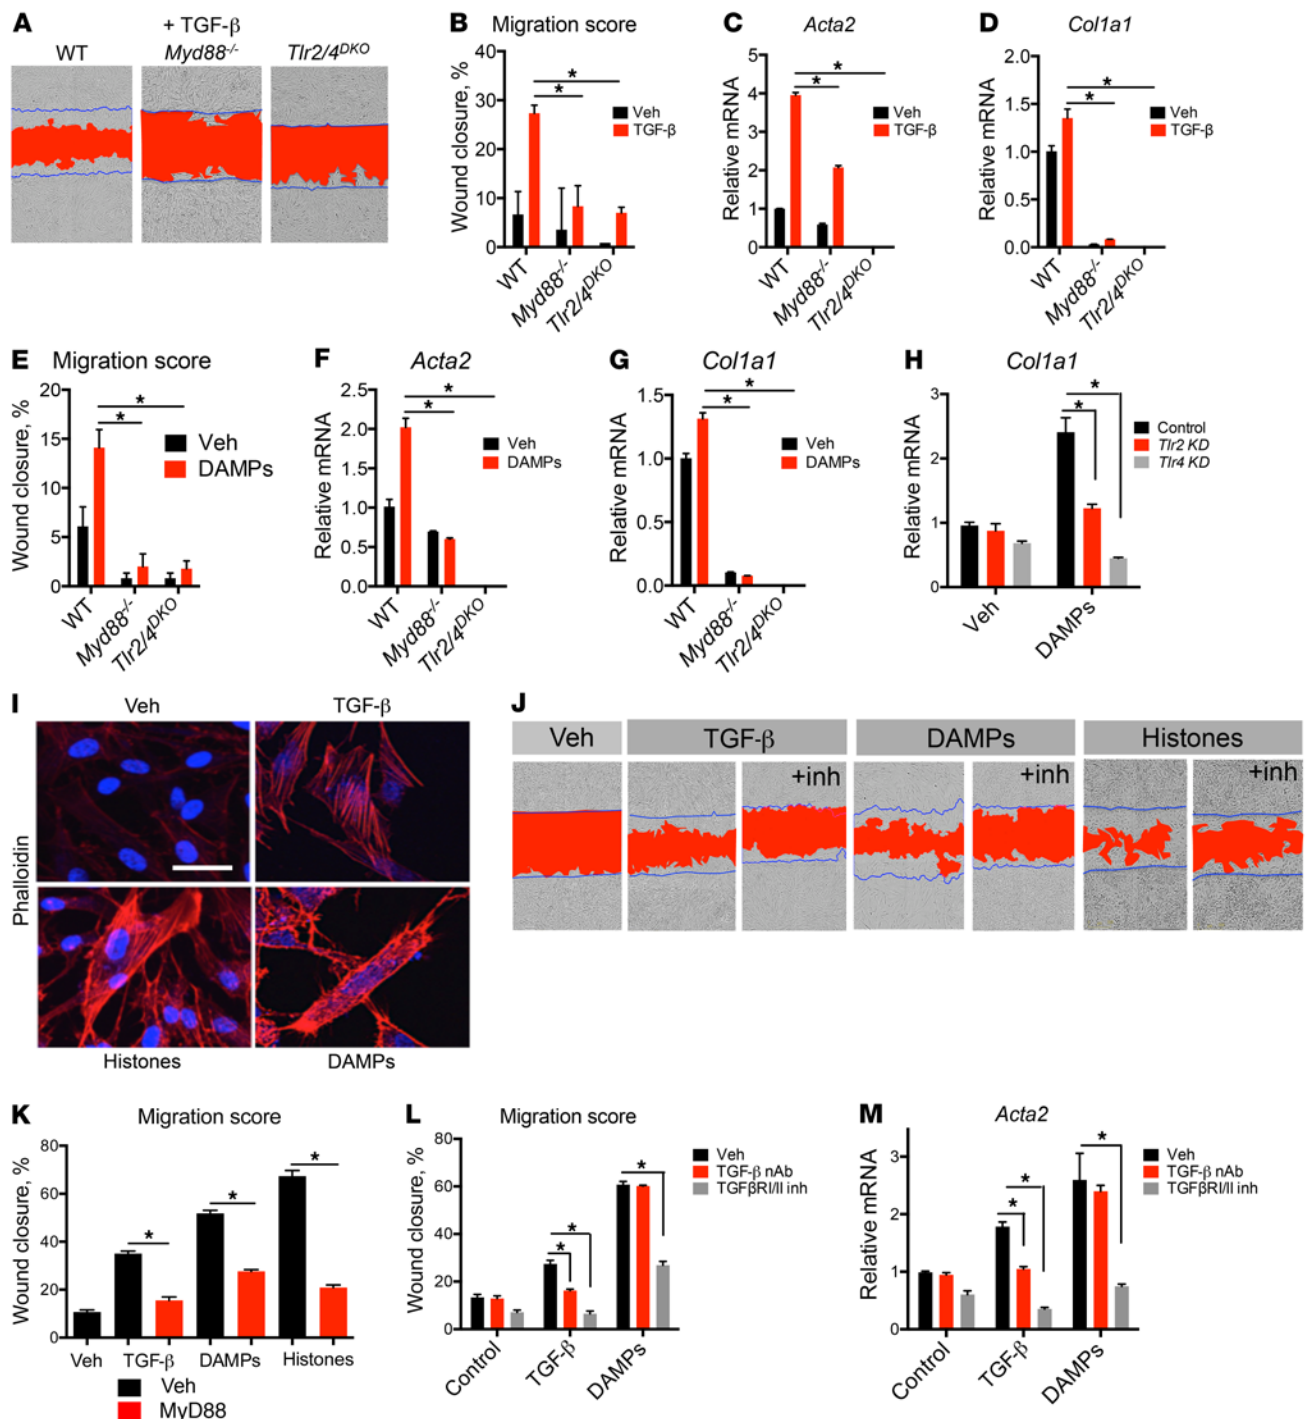 A
+ TGF-β
WT
Myd88-/-
Tlr2/4DKO
B
Migration score
Wound closure, %
40
30
20
10
0
*
*
Veh
TGF-β
WT
Myd88-/-
Tlr2/4DKO
C
Acta2
Relative mRNA
5
4
3
2
1
0
*
*
Veh
TGF-β
WT
Myd88-/-
Tlr2/4DKO
D
Col1a1
Relative mRNA
2.0
1.5
1.0
0.5
0.0
*
*
Veh
TGF-β
WT
Myd88-/-
Tlr2/4DKO
E
Migration score
Wound closure, %
20
15
10
5
0
*
*
Veh
DAMPs
WT
Myd88-/-
Tlr2/4DKO
F
Acta2
Relative mRNA
2.5
2.0
1.5
1.0
0.5
0.0
*
*
Veh
DAMPs
WT
Myd88-/-
Tlr2/4DKO
G
Col1a1
Relative mRNA
1.5
1.0
0.5
0.0
*
*
Veh
DAMPs
WT
Myd88-/-
Tlr2/4DKO
H
Col1a1
Relative mRNA
3
2
1
0
*
*
Control
Tlr2 KD
Tlr4 KD
Veh
DAMPs
I
Veh
TGF-β
Phalloidin
Histones
DAMPs
J
Veh
TGF-β
DAMPs
Histones
+inh
+inh
+inh
K
Migration score
Wound closure, %
80
60
40
20
0
*
*
*
Veh
TGF-β
DAMPs
Histones
Veh
MyD88
L
Migration score
Wound closure, %
80
60
40
20
0
*
*
*
Veh
TGF-β nAb
TGFβRI/II inh
Control
TGF-β
DAMPs
M
Acta2
Relative mRNA
3
2
1
0
*
*
*
Veh
TGF-β nAb
TGFβRI/II inh
Control
TGF-β
DAMPs